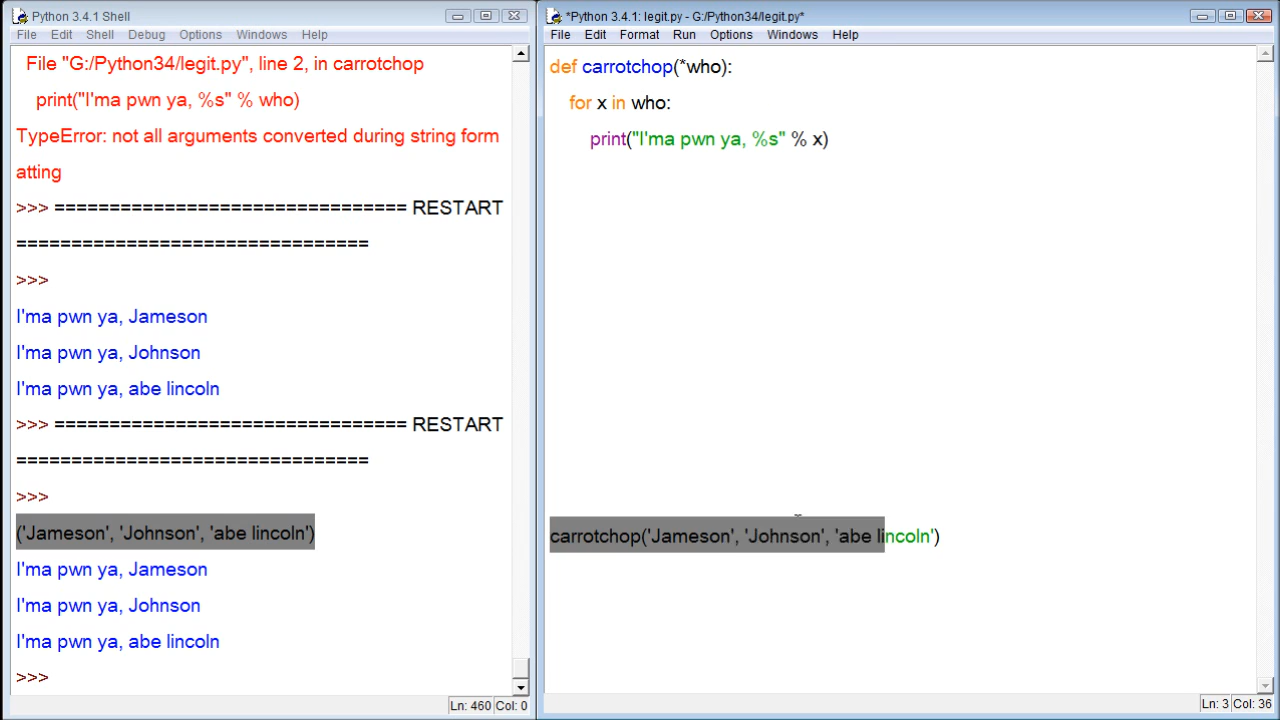 Python 3.4.1 Shell
File Edit Shell Debug Options Windows Help
File "G:/Python34/legit.py", line 2, in carrotchop
print("I'ma pwn ya, %s" % who)
TypeError: not all arguments converted during string form
atting
>>> ================================ RESTART
================================
>>>
I'ma pwn ya, Jameson
I'ma pwn ya, Johnson
I'ma pwn ya, abe lincoln
>>> ================================ RESTART
================================
>>>
('Jameson', 'Johnson', 'abe lincoln')
I'ma pwn ya, Jameson
I'ma pwn ya, Johnson
I'ma pwn ya, abe lincoln
>>>
Ln: 460 Col: 0
*Python 3.4.1: legit.py - G:/Python34/legit.py*
File Edit Format Run Options Windows Help
def carrotchop(*who):
for x in who:
print("I'ma pwn ya, %s" % x)
carrotchop('Jameson', 'Johnson', 'abe lincoln')
Ln: 3 Col: 36